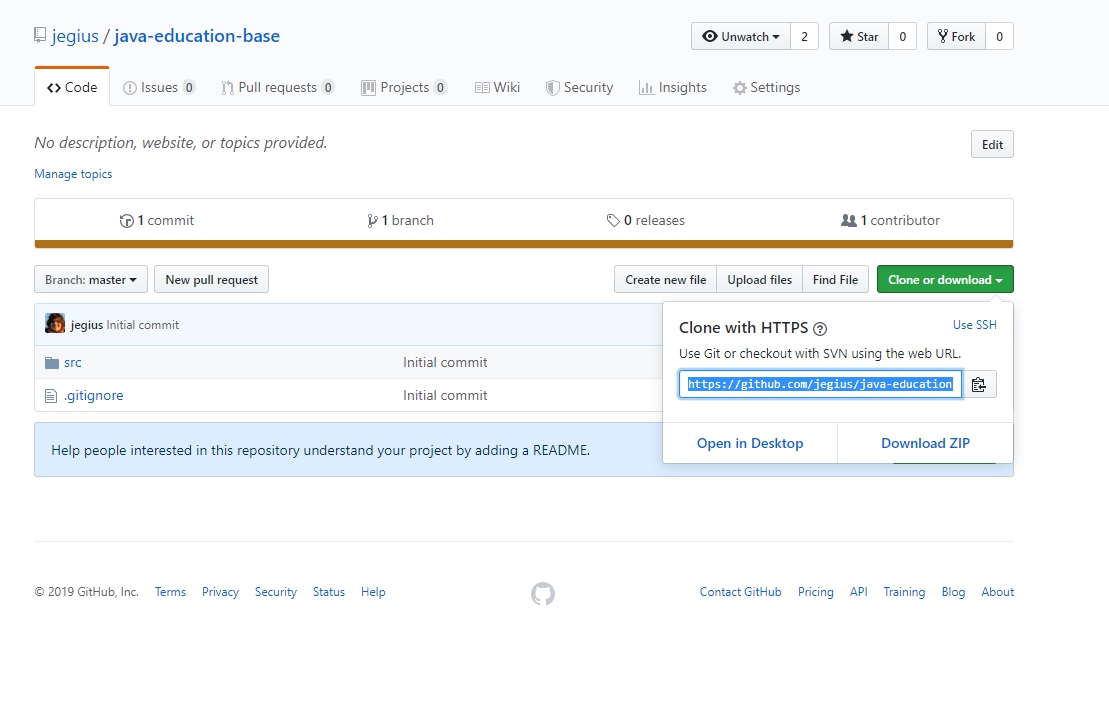 jegius / java-education-base
Unwatch 2 Star 0 Fork 0
Code Issues 0 Pull requests 0 Projects 0 Wiki Security Insights Settings
No description, website, or topics provided.
Edit
Manage topics
1 commit 1 branch 0 releases 1 contributor
Branch: master New pull request Create new file Upload files Find File Clone or download
jegius Initial commit
src Initial commit
.gitignore Initial commit
Help people interested in this repository understand your project by adding a README.
Clone with HTTPS ? Use SSH
Use Git or checkout with SVN using the web URL.
https://github.com/jegius/java-education
Open in Desktop Download ZIP
© 2019 GitHub, Inc. Terms Privacy Security Status Help Contact GitHub Pricing API Training Blog About